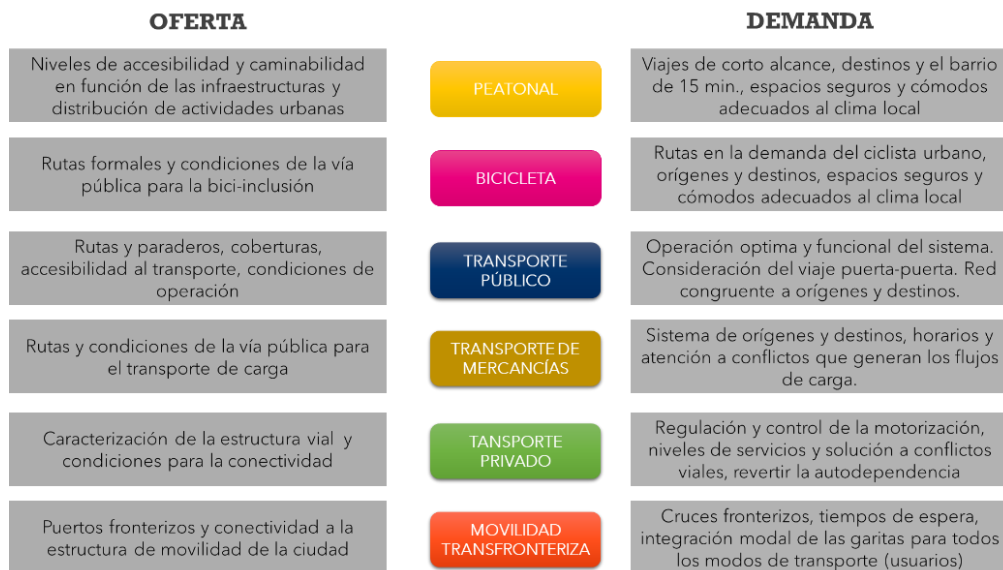 OFERTA
DEMANDA
Niveles de accesibilidad y caminabilidad
en función de las infraestructuras y
distribución de actividades urbanas
PEATONAL
Viajes de corto alcance, destinos y el barrio
de 15 min., espacios seguros y cómodos
adecuados al clima local
Rutas formales y condiciones de la vía
pública para la bici-inclusión
BICICLETA
Rutas en la demanda del ciclista urbano,
orígenes y destinos, espacios seguros y
cómodos adecuados al clima local
Rutas y paraderos, coberturas,
accesibilidad al transporte, condiciones de
operación
TRANSPORTE
PÚBLICO
Operación optima y funcional del sistema.
Consideración del viaje puerta-puerta. Red
congruente a orígenes y destinos.
Rutas y condiciones de la vía pública para
el transporte de carga
TRANSPORTE DE
MERCANCÍAS
Sistema de orígenes y destinos, horarios y
atención a conflictos que generan los flujos
de carga.
Caracterización de la estructura vial y
condiciones para la conectividad
TANSPORTE
PRIVADO
Regulación y control de la motorización,
niveles de servicios y solución a conflictos
viales, revertir la autodependencia
Puertos fronterizos y conectividad a la
estructura de movilidad de la ciudad
MOVILIDAD
TRANSFRONTERIZA
Cruces fronterizos, tiempos de espera,
integración modal de las garitas para todos
los modos de transporte (usuarios)